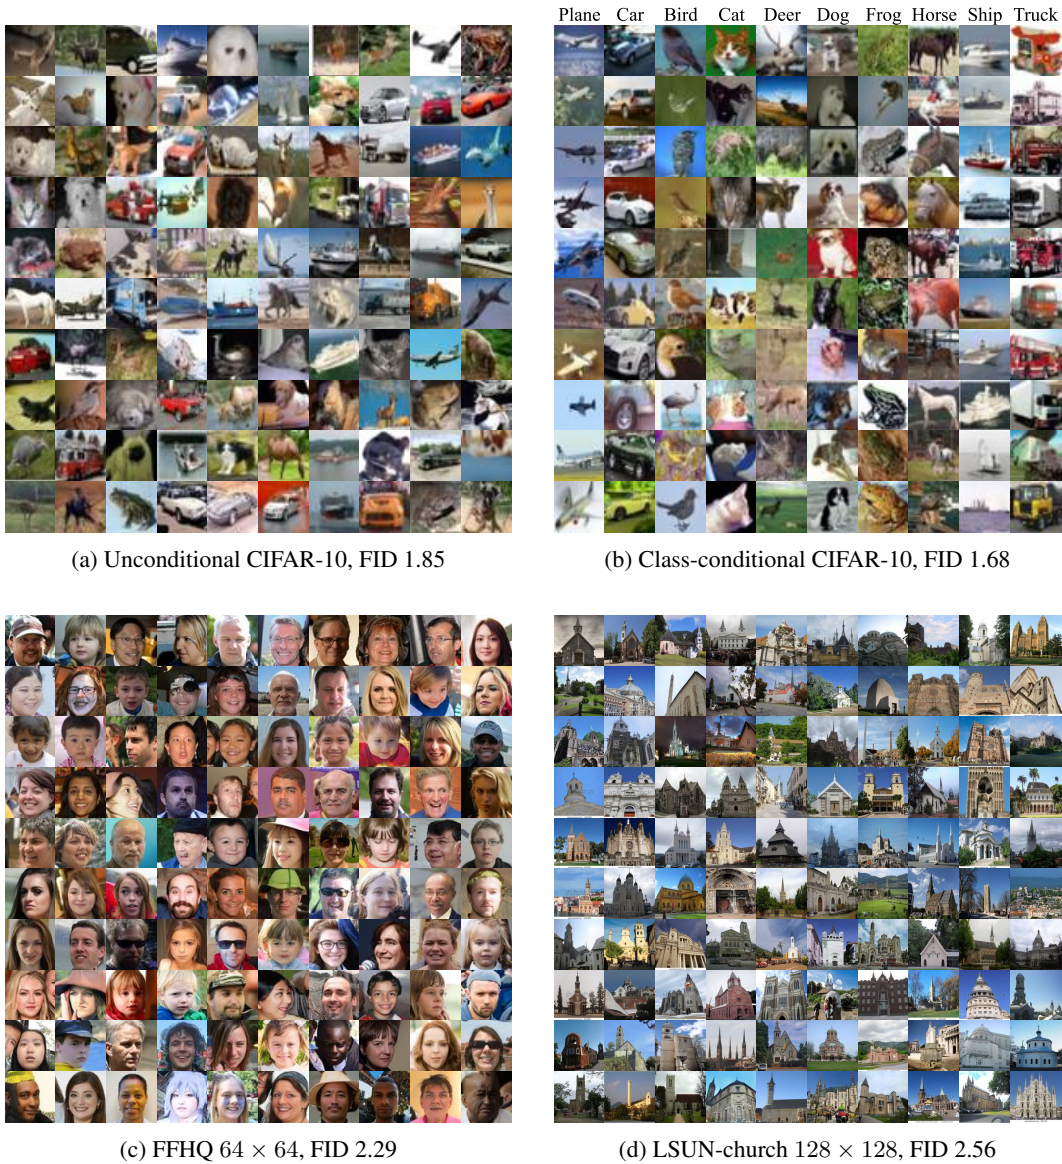 Plane Car Bird Cat Deer Dog Frog Horse Ship Truck
(a) Unconditional CIFAR-10, FID 1.85
(b) Class-conditional CIFAR-10, FID 1.68
(c) FFHQ 64 × 64, FID 2.29
(d) LSUN-church 128 × 128, FID 2.56